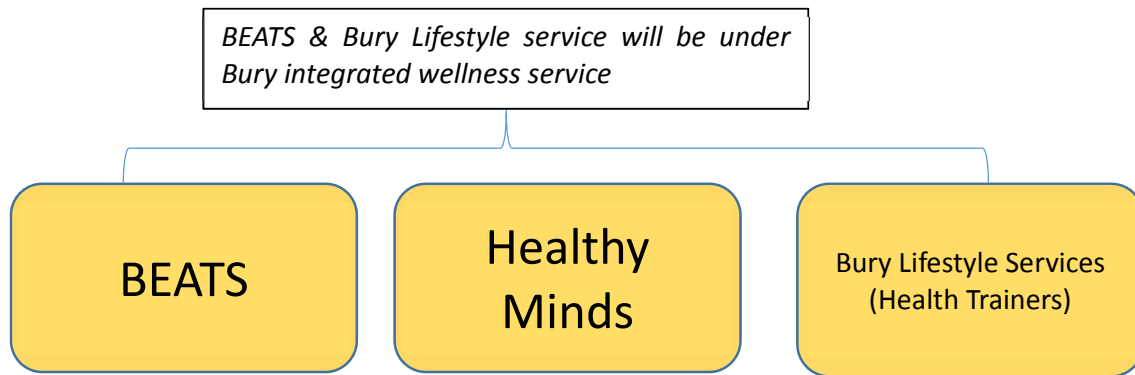 BEATS & Bury Lifestyle service will be under
Bury integrated wellness service
BEATS
Healthy
Minds
Bury Lifestyle Services
(Health Trainers)